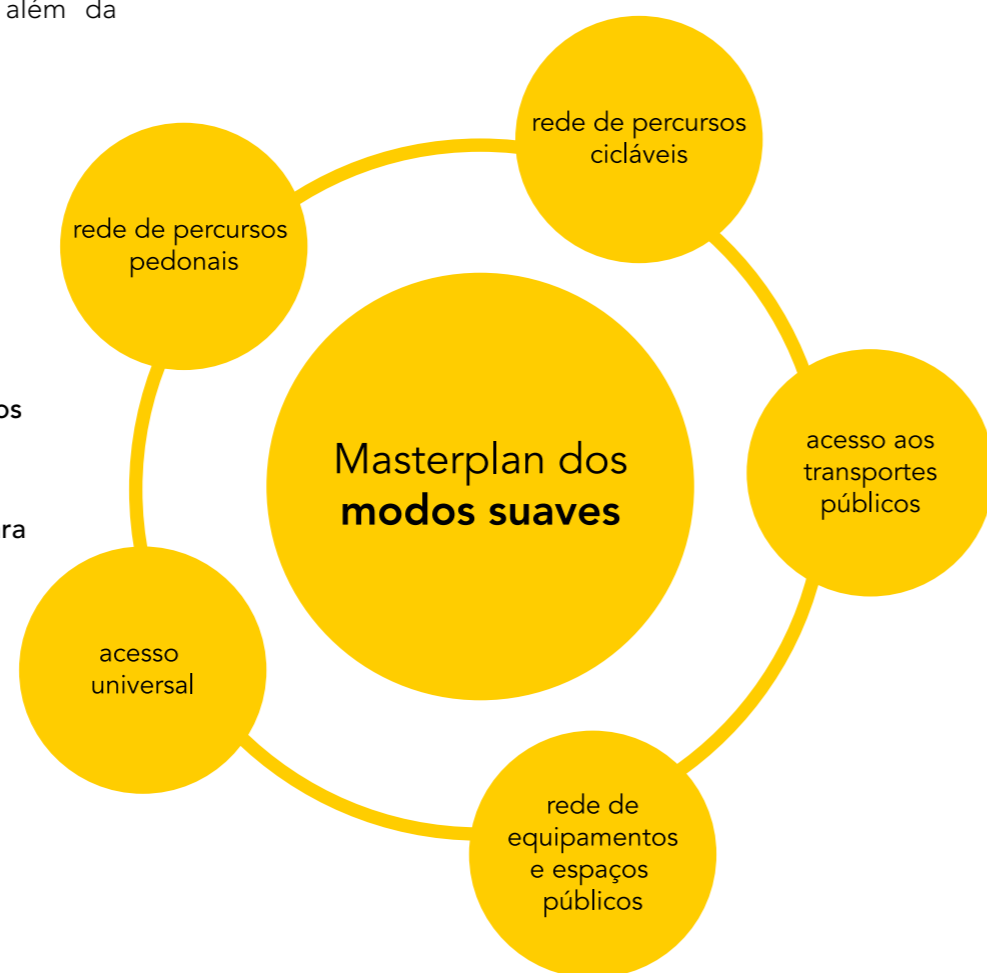 além da
rede de percursos
cicláveis
rede de percursos
pedonais
os
Masterplan dos
modos suaves
acesso aos
transportes
públicos
ra
acesso
universal
rede de
equipamentos
e espaços
públicos